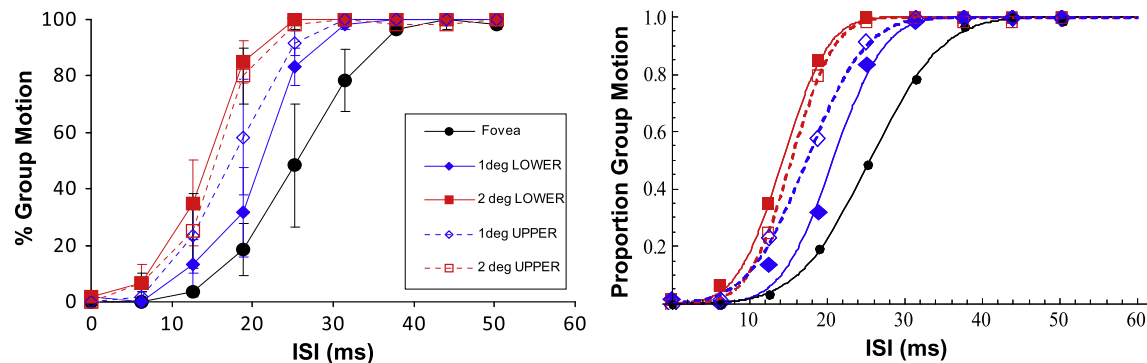 % Group Motion
100
80
60
40
20
0
0 10 20 30 40 50 60
ISI (ms)
Fovea
1deg LOWER
2 deg LOWER
1deg UPPER
2 deg UPPER
Proportion Group Motion
1.0
0.8
0.6
0.4
0.2
10 20 30 40 50 60
ISI (ms)